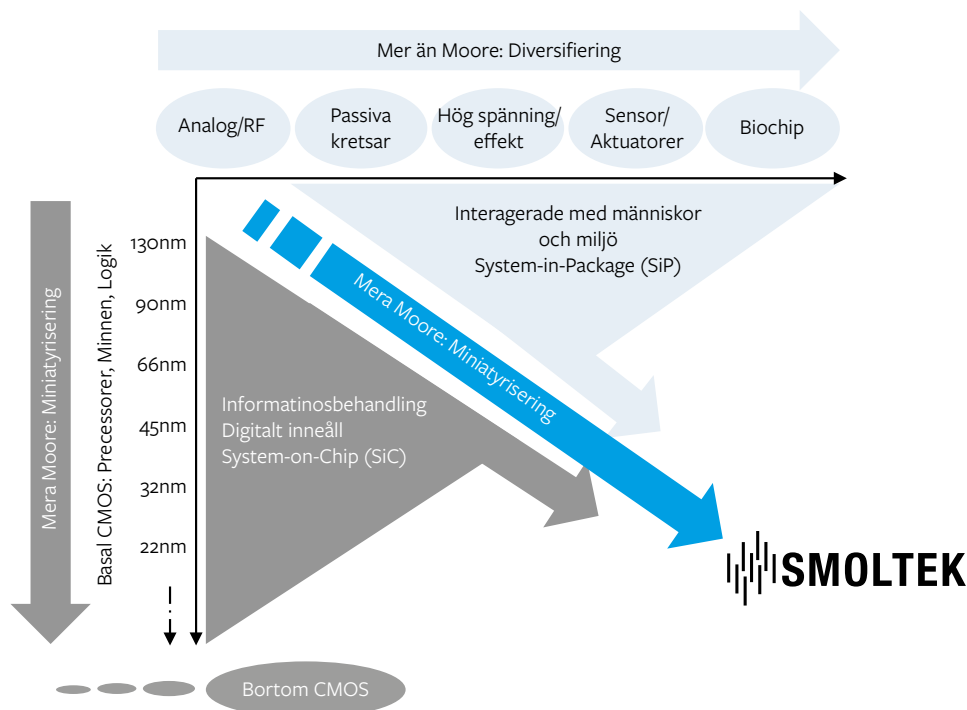 Mer än Moore: Diversifiering
Analog/RF
Passiva
kretsar
Hög spänning/
effekt
Sensor/
Aktuatorer
Biochip
Interagerade med människor
och miljö
System-in-Package (SiP)
Mera Moore: Miniatyrisering
Basal CMOS: Precessorer, Minnen, Logik
130nm
90nm
66nm
45nm
32nm
22nm
Mera Moore: Miniatyrisering
Informatinosbehandling
Digitalt inneåll
System-on-Chip (SiC)
SMOLTEK
Bortom CMOS